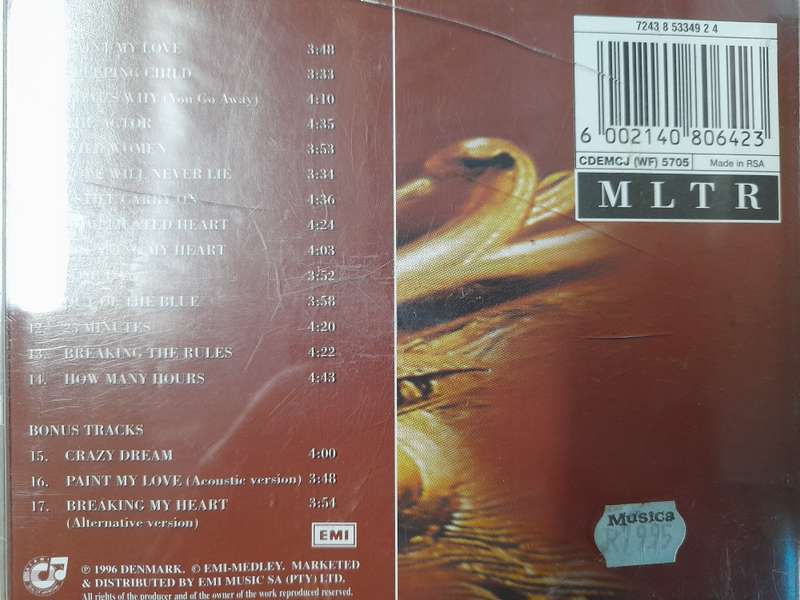 PAINT MY LOVE 3:48
SLEEPING CHILD 3:33
THAT'S WHY (You Go Away) 4:10
THE ACTOR 4:35
WILD WOMEN 3:53
LOVE WILL NEVER LIE 3:34
I STILL CARRY ON 4:36
COMPLICATED HEART 4:24
BREAKING MY HEART 4:03
3:52
OUT OF THE BLUE 3:58
12. 25 MINUTES 4:20
13. BREAKING THE RULES 4:22
14. HOW MANY HOURS 4:43
BONUS TRACKS
15. CRAZY DREAM 4:00
16. PAINT MY LOVE (Acoustic version) 3:48
17. BREAKING MY HEART 3:54
(Alternative version)
EMI
℗ 1996 DENMARK. © EMI-MEDLEY. MARKETED
& DISTRIBUTED BY EMI MUSIC SA (PTY) LTD.
All rights of the producer and of the owner of the work reproduced reserved.
7243 8 53349 2 4
6 002140 806423
CDEMCJ (WF) 5705 Made in RSA
MLTR
Musica